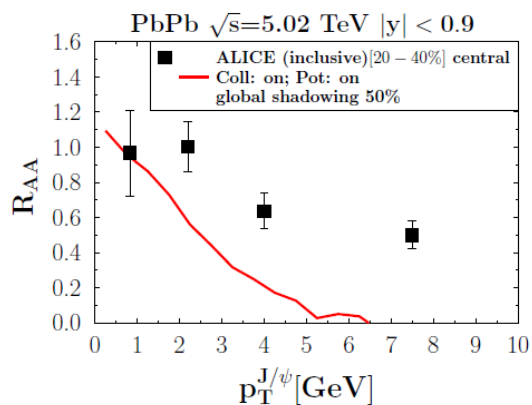 PbPb √s=5.02 TeV |y| < 0.9
ALICE (inclusive)[20 − 40%] central
Coll: on; Pot: on
global shadowing 50%
R_AA
1.6
1.4
1.2
1.0
0.8
0.6
0.4
0.2
0.0
0 1 2 3 4 5 6 7 8 9 10
p_T^{J/ψ}[GeV]